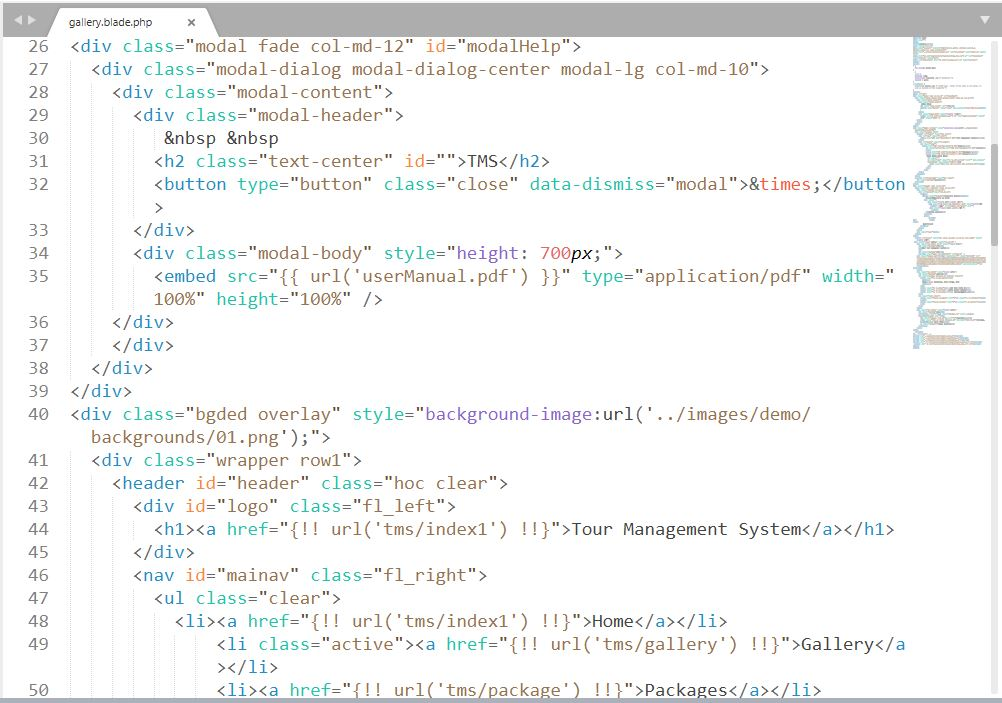 gallery.blade.php ×
26 <div class="modal fade col-md-12" id="modalHelp">
27 <div class="modal-dialog modal-dialog-center modal-lg col-md-10">
28 <div class="modal-content">
29 <div class="modal-header">
30 &nbsp &nbsp
31 <h2 class="text-center" id="">TMS</h2>
32 <button type="button" class="close" data-dismiss="modal">&times;</button
>
33 </div>
34 <div class="modal-body" style="height: 700px;">
35 <embed src="{{ url('userManual.pdf') }}" type="application/pdf" width="
100%" height="100%" />
36 </div>
37 </div>
38 </div>
39 </div>
40 <div class="bgded overlay" style="background-image:url('../images/demo/
backgrounds/01.png');">
41 <div class="wrapper row1">
42 <header id="header" class="hoc clear">
43 <div id="logo" class="fl_left">
44 <h1><a href="{!! url('tms/index1') !!}">Tour Management System</a></h1>
45 </div>
46 <nav id="mainav" class="fl_right">
47 <ul class="clear">
48 <li><a href="{!! url('tms/index1') !!}">Home</a></li>
49 <li class="active"><a href="{!! url('tms/gallery') !!}">Gallery</a
></li>
50 <li><a href="{!! url('tms/package') !!}">Packages</a></li>